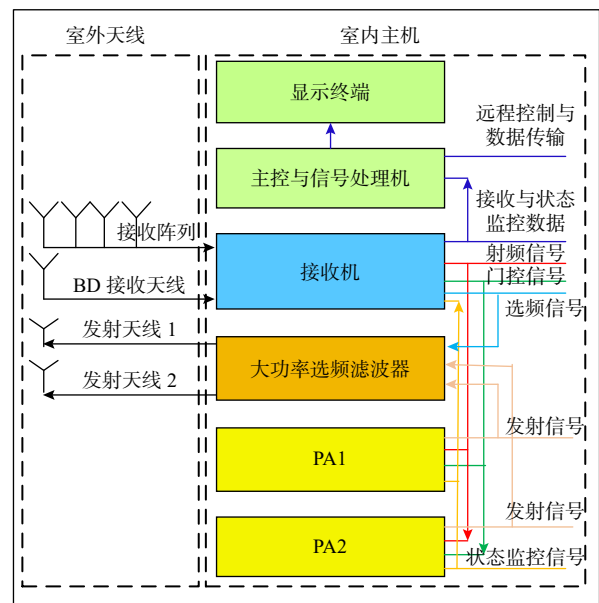 室外天线
室内主机
显示终端
远程控制与
数据传输
主控与信号处理机
接收与状态
监控数据
接收阵列
接收机
射频信号
门控信号
BD 接收天线
选频信号
发射天线 1
大功率选频滤波器
发射天线 2
发射信号
PA1
发射信号
PA2
状态监控信号